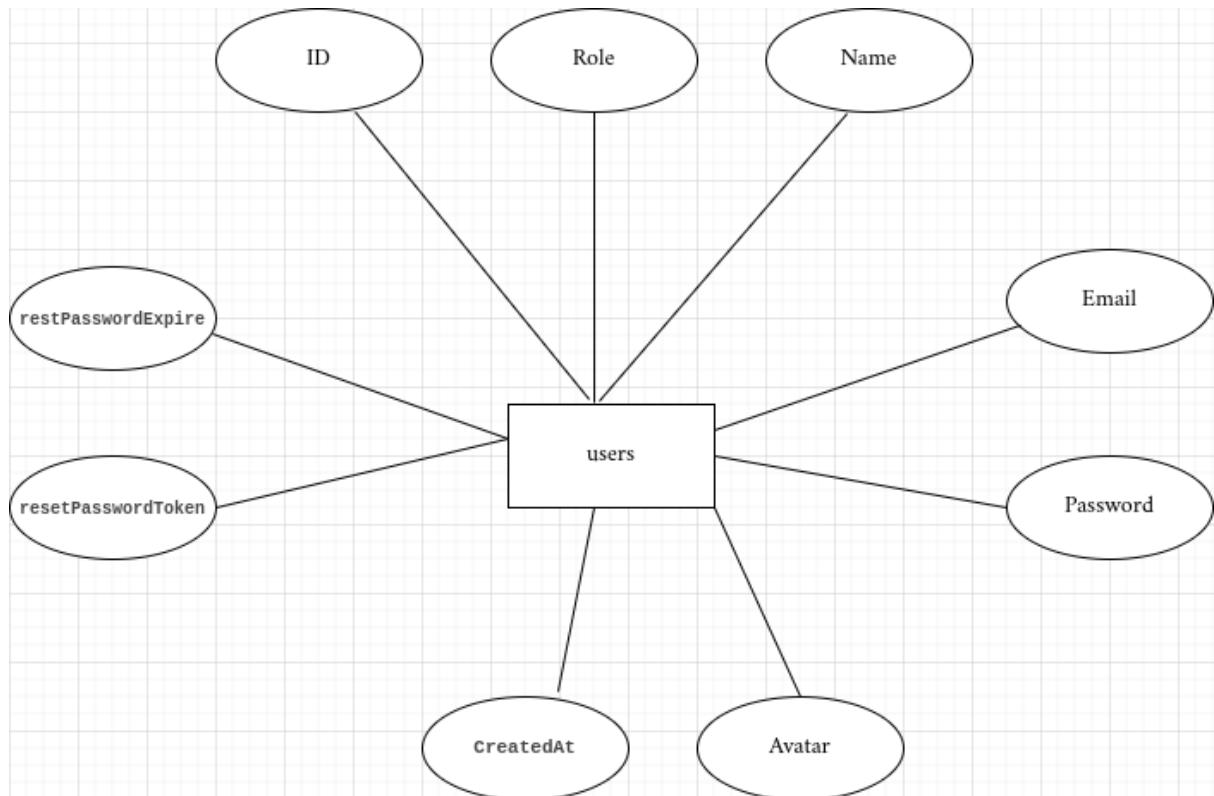 ID
Role
Name
restPasswordExpire
Email
users
resetPasswordToken
Password
CreatedAt
Avatar